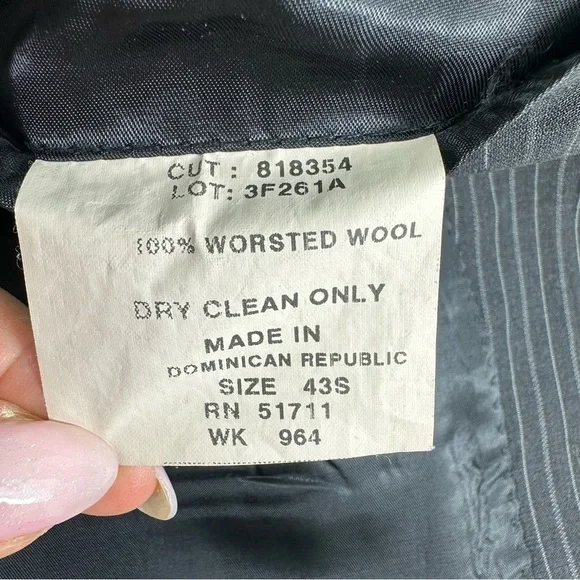 CUT: 818354
LOT: 3F261A
100% WORSTED WOOL
DRY CLEAN ONLY
MADE IN
DOMINICAN REPUBLIC
SIZE 43S
RN 51711
WK 964